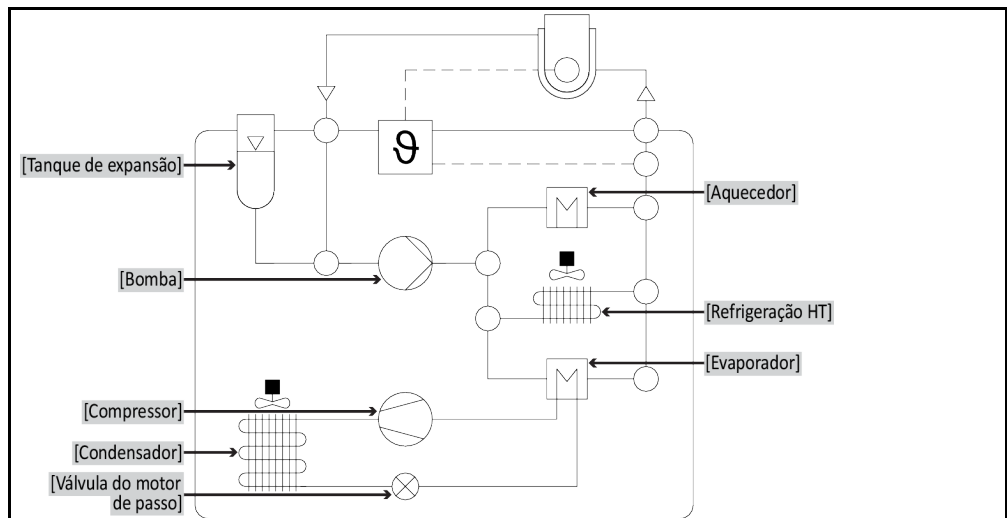 ϑ
[Tanque de expansão]
[Aquecedor]
[Bomba]
[Refrigeração HT]
[Evaporador]
[Compressor]
[Condensador]
[Válvula do motor
de passo]